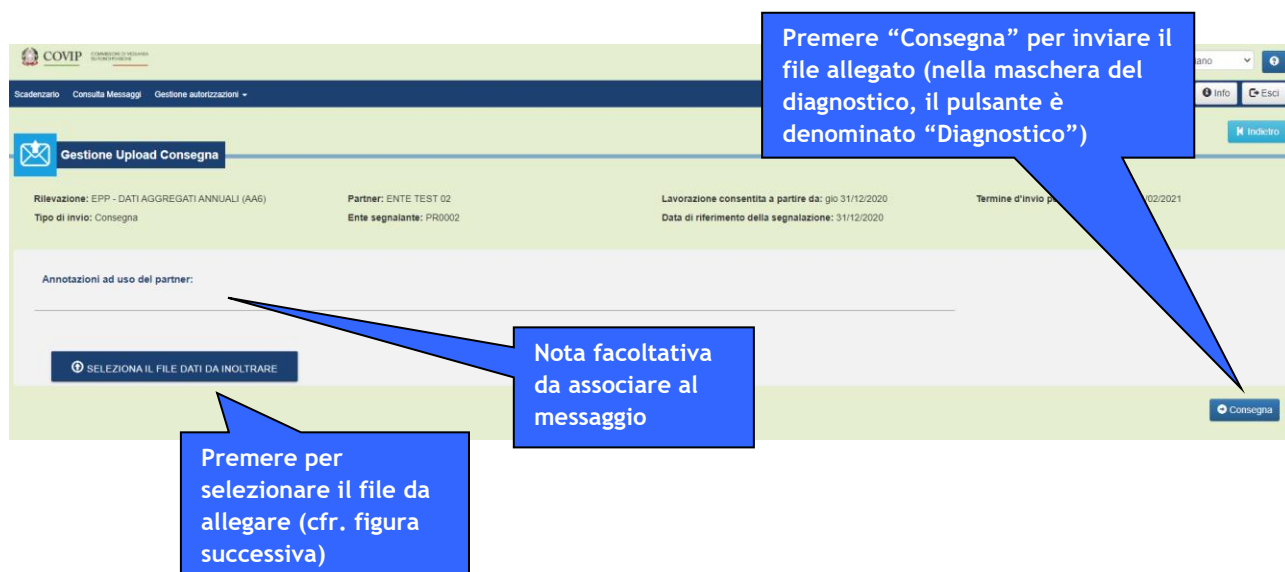 Premere “Consegna” per inviare il
file allegato (nella maschera del
diagnostico, il pulsante è
denominato “Diagnostico”)
COVIP
Scadenzario Consulta Messaggi Gestione autorizzazioni
Info Esci
Indietro
Gestione Upload Consegna
Rilevazione: EPP - DATI AGGREGATI ANNUALI (AA6) Partner: ENTE TEST 02 Lavorazione consentita a partire da: gio 31/12/2020 Termine d'invio 02/2021
Tipo di invio: Consegna Ente segnalante: PR0002 Data di riferimento della segnalazione: 31/12/2020
Annotazioni ad uso del partner:
Nota facoltativa
da associare al
messaggio
SELEZIONA IL FILE DATI DA INOLTRARE
Consegna
Premere per
selezionare il file da
allegare (cfr. figura
successiva)